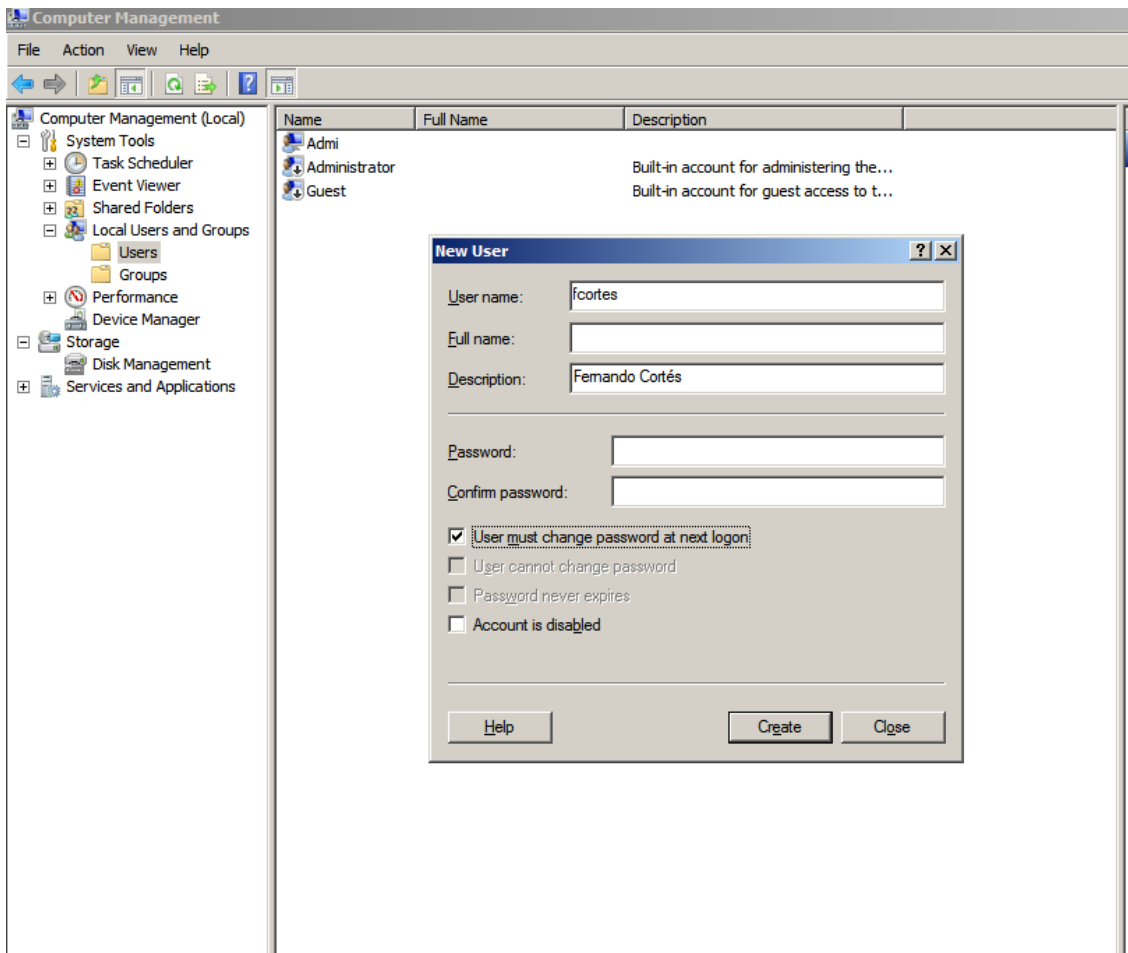 Computer Management
File Action View Help
Computer Management (Local)
System Tools
Task Scheduler
Event Viewer
Shared Folders
Local Users and Groups
Users
Groups
Performance
Device Manager
Storage
Disk Management
Services and Applications
Name Full Name Description
Admi
Administrator Built-in account for administering the...
Guest Built-in account for guest access to t...
New User
User name: fcortes
Full name:
Description: Fernando Cortés
Password:
Confirm password:
User must change password at next logon
User cannot change password
Password never expires
Account is disabled
Help Create Close